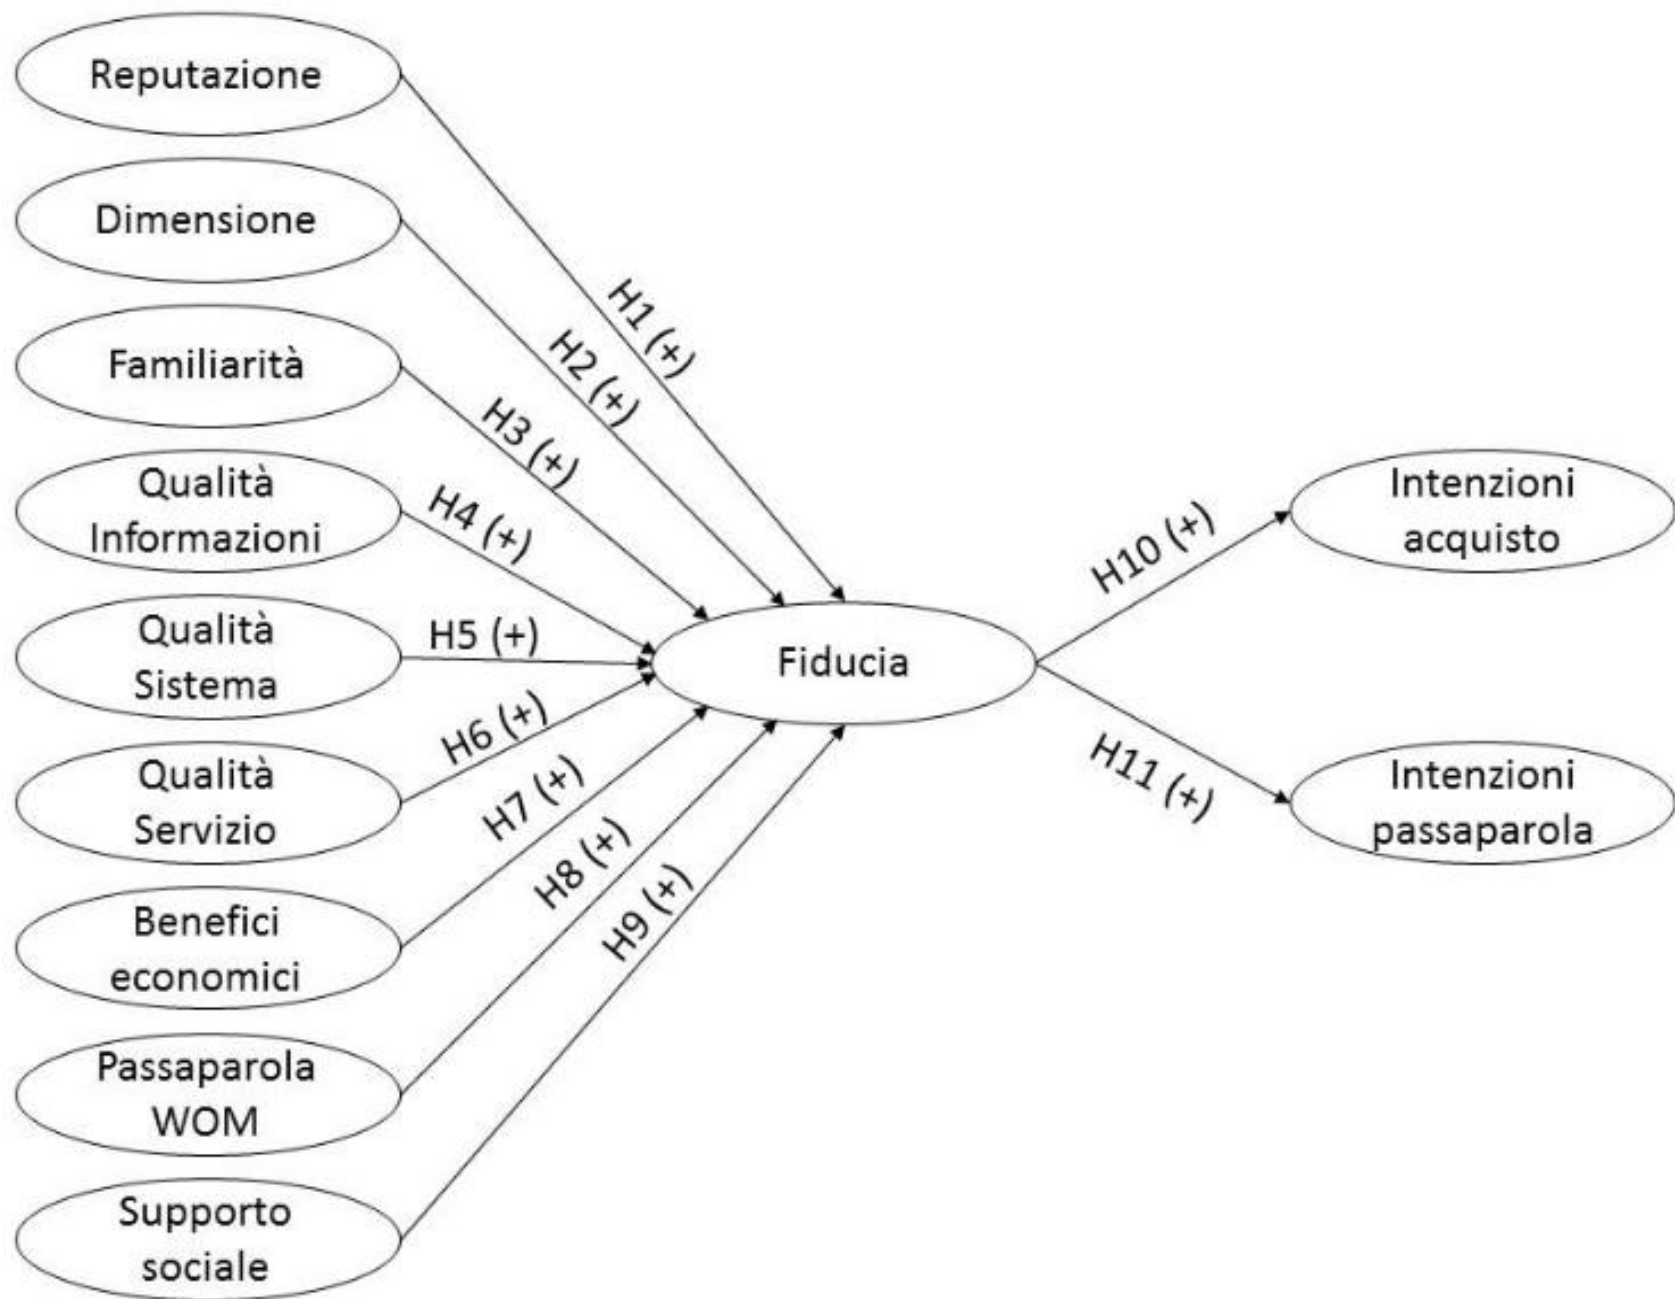 Reputazione
Dimensione
Familiarità
Qualità
Informazioni
Qualità
Sistema
Qualità
Servizio
Benefici
economici
Passaparola
WOM
Supporto
sociale
H1 (+)
H2 (+)
H3 (+)
H4 (+)
H5 (+)
H6 (+)
H7 (+)
H8 (+)
H9 (+)
Fiducia
H10 (+)
H11 (+)
Intenzioni
acquisto
Intenzioni
passaparola